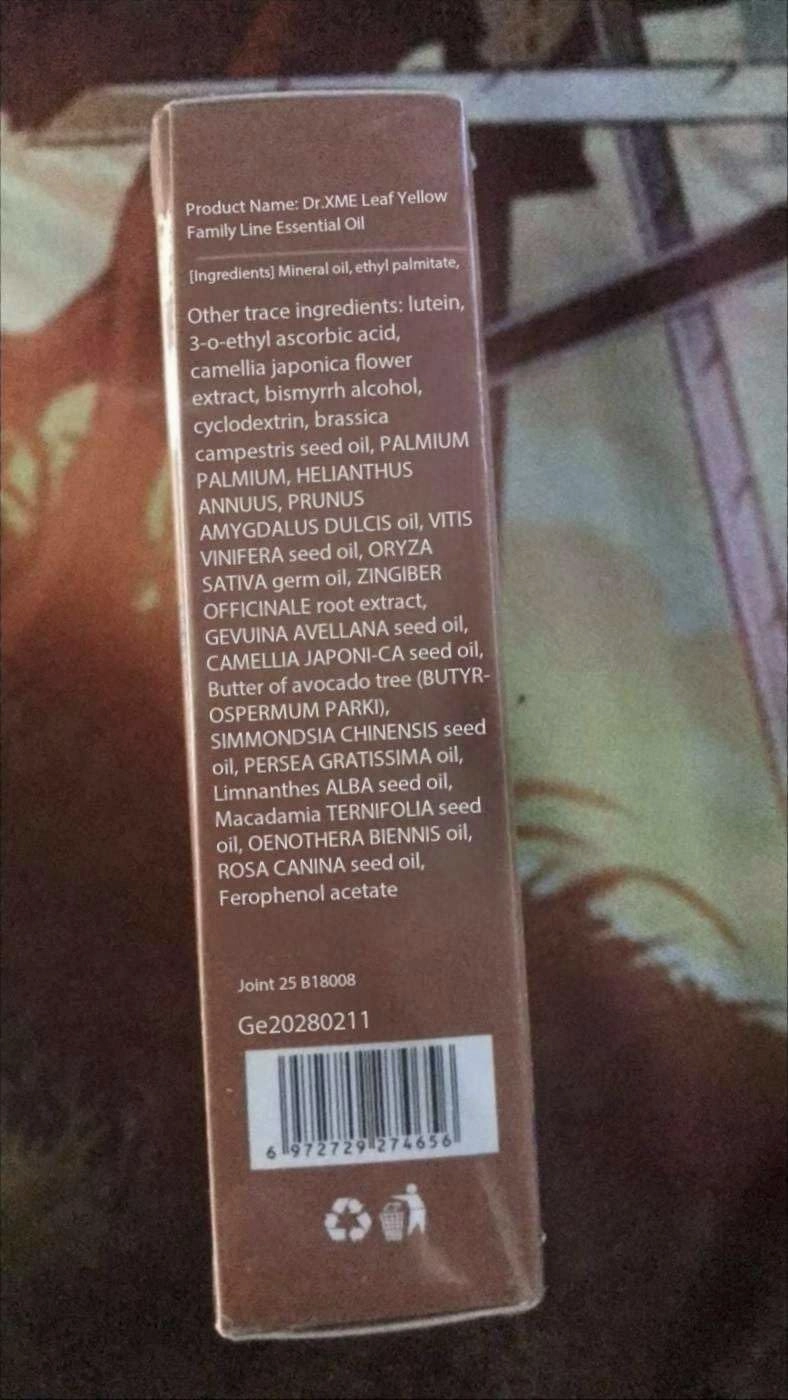 Product Name: Dr.XME Leaf Yellow
Family Line Essential Oil
[Ingredients] Mineral oil, ethyl palmitate,
Other trace ingredients: lutein,
3-o-ethyl ascorbic acid,
camellia japonica flower
extract, bismyrrh alcohol,
cyclodextrin, brassica
campestris seed oil, PALMIUM
PALMIUM, HELIANTHUS
ANNUUS, PRUNUS
AMYGDALUS DULCIS oil, VITIS
VINIFERA seed oil, ORYZA
SATIVA germ oil, ZINGIBER
OFFICINALE root extract,
GEVUINA AVELLANA seed oil,
CAMELLIA JAPONI-CA seed oil,
Butter of avocado tree (BUTYR-
OSPERMUM PARKI),
SIMMONDSIA CHINENSIS seed
oil, PERSEA GRATISSIMA oil,
Limnanthes ALBA seed oil,
Macadamia TERNIFOLIA seed
oil, OENOTHERA BIENNIS oil,
ROSA CANINA seed oil,
Ferophenol acetate
Joint 25 B18008
Ge20280211
6 972729 274656